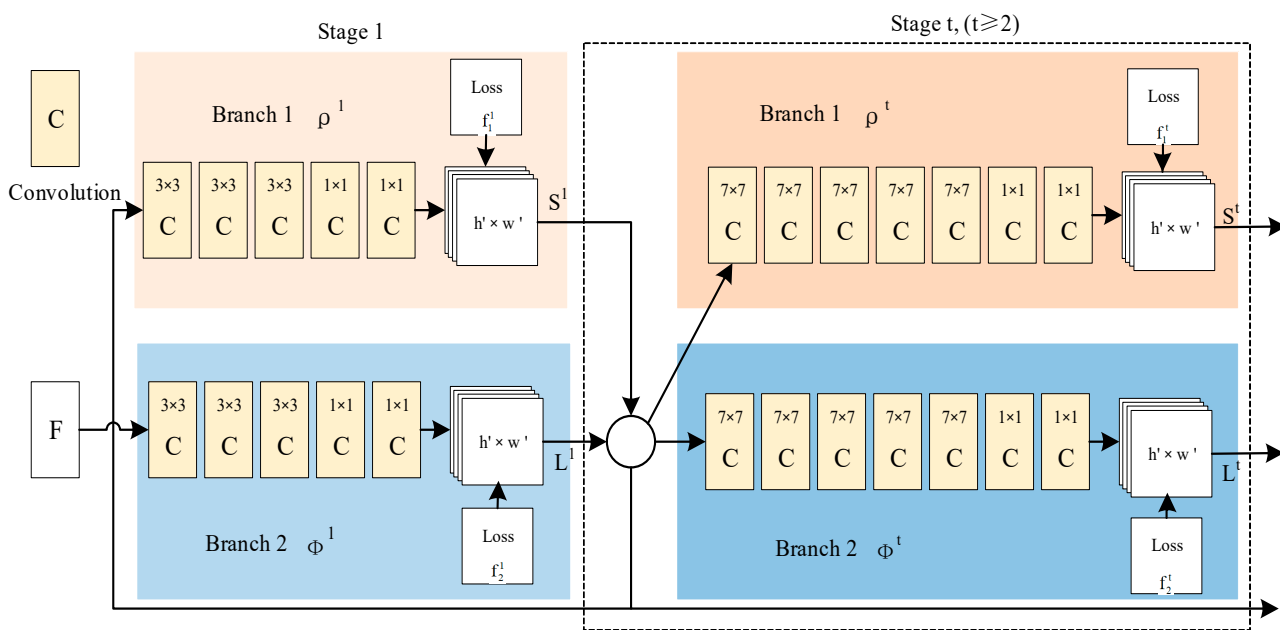 Stage 1
Stage t, (t≥2)
C
Convolution
Branch 1 ρ¹
Loss
f₁¹
3×3 3×3 3×3 1×1 1×1
C C C C C
h' × w '
S¹
Branch 1 ρᵗ
Loss
f₁ᵗ
7×7 7×7 7×7 7×7 7×7 1×1 1×1
C C C C C C C
h' × w '
Sᵗ
F
3×3 3×3 3×3 1×1 1×1
C C C C C
h' × w '
L¹
Branch 2 Φ¹
Loss
f₂¹
7×7 7×7 7×7 7×7 7×7 1×1 1×1
C C C C C C C
h' × w '
Lᵗ
Branch 2 Φᵗ
Loss
f₂ᵗ